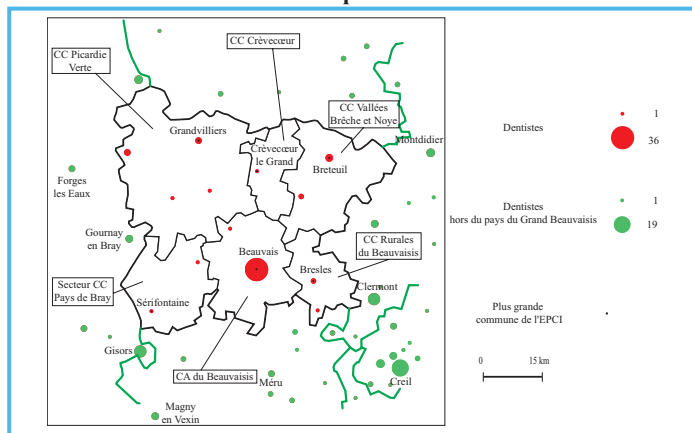 CC Crèvecœur
CC Picardie
Verte
CC Vallées
Brêche et Noye
Grandvilliers
Crèvecœur
le Grand
Breteuil
Montdidier
Forges
les Eaux
Gournay
en Bray
Beauvais
CC Rurales
du Beauvaisis
Bresles
Secteur CC
Pays de Bray
Clermont
Sérifontaine
Gisors
CA du Beauvaisis
Méru
Creil
Magny
en Vexin
Dentistes
1
36
Dentistes
hors du pays du Grand Beauvaisis
1
19
Plus grande
commune de l'EPCI
0 15 km